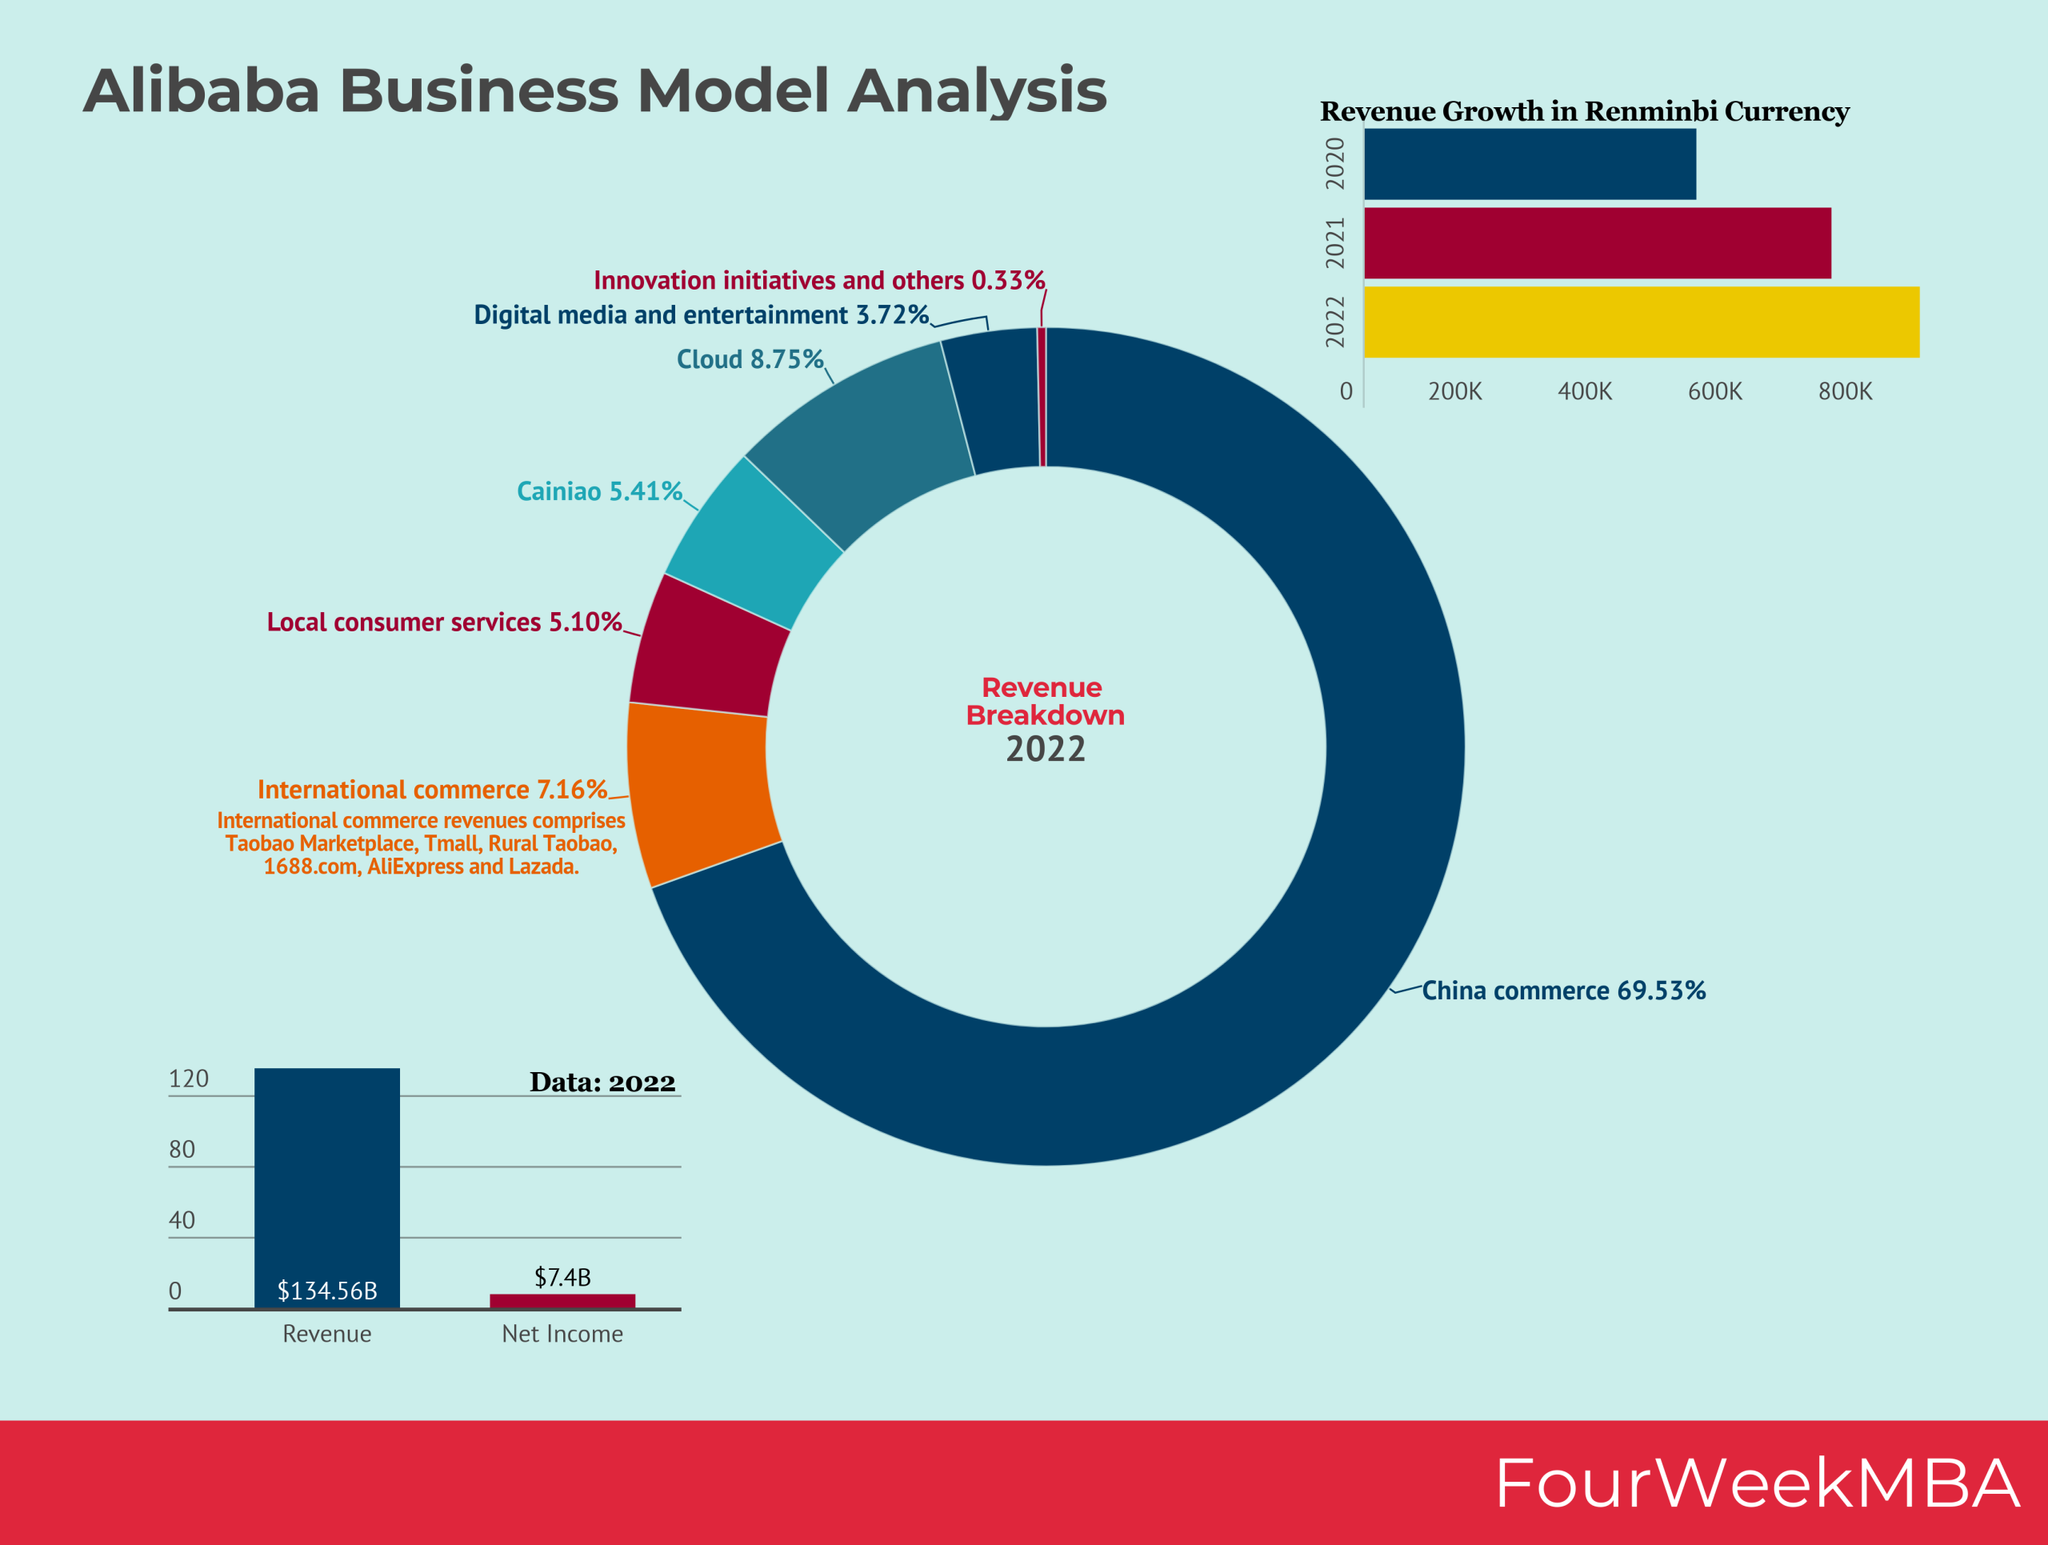 Alibaba Business Model Analysis
Revenue Growth in Renminbi Currency
2020
2021
2022
0
200K
400K
600K
800K
Innovation initiatives and others 0.33%
Digital media and entertainment 3.72%
Cloud 8.75%
Cainiao 5.41%
Local consumer services 5.10%
International commerce 7.16%
International commerce revenues comprises
Taobao Marketplace, Tmall, Rural Taobao,
1688.com, AliExpress and Lazada.
Revenue
Breakdown
2022
China commerce 69.53%
Data: 2022
120
80
40
0
$134.56B
$7.4B
Revenue
Net Income
FourWeekMBA